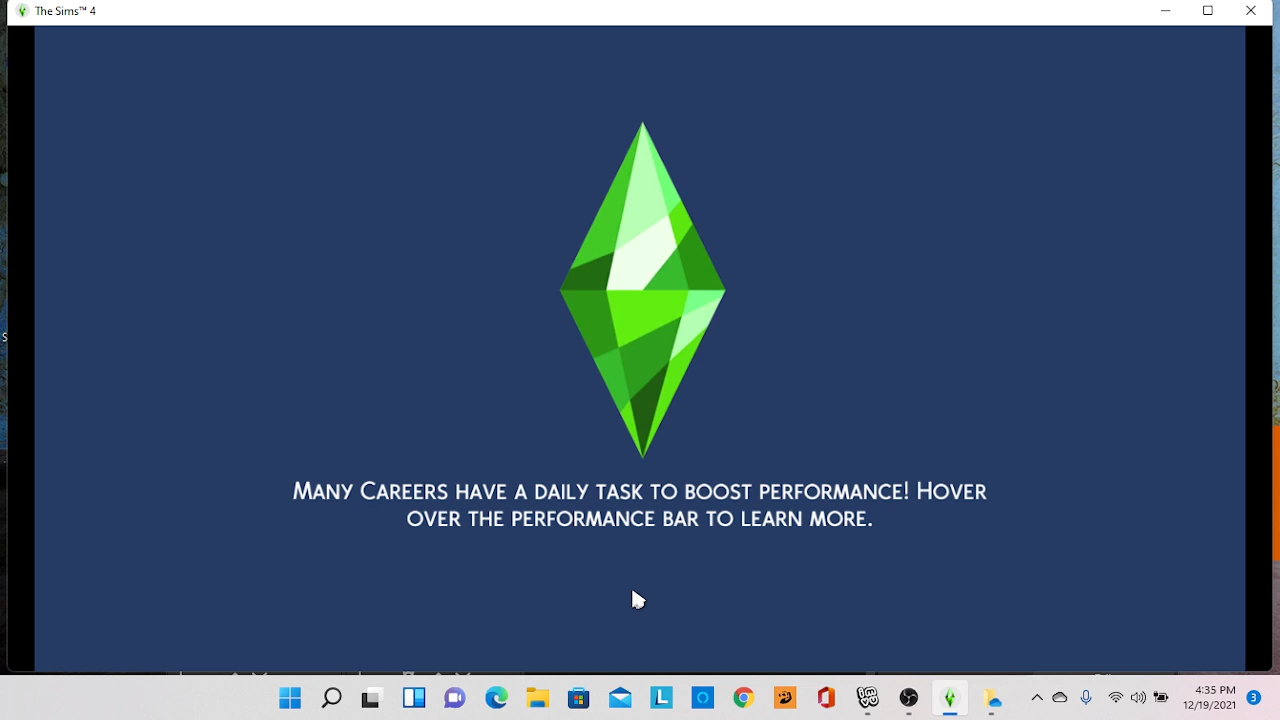 The Sims™ 4
S
MANY CAREERS HAVE A DAILY TASK TO BOOST PERFORMANCE! HOVER
OVER THE PERFORMANCE BAR TO LEARN MORE.
L
4:35 PM
12/19/2021
3